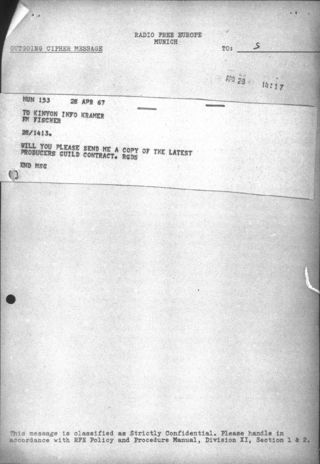 RADIO FREE EUROPE
MUNICH
OUTGOING CIPHER MESSAGE
TO: S
APR 28 14:17
MUN 153 28 APR 67
TO KINYON INFO KRAMER
FM FISCHER
28/1413.
WILL YOU PLEASE SEND ME A COPY OF THE LATEST
PRODUCERS GUILD CONTRACT. RGDS
END MSG
This message is classified as Strictly Confidential. Please handle in
accordance with RFE Policy and Procedure Manual, Division XI, Section 1 & 2.